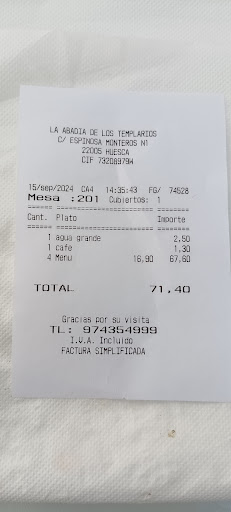 LA ABADIA DE LOS TEMPLARIOS
C/ ESPINOSA MONTEROS N1
22005 HUESCA
CIF 73208979H
15/sep/2024 CA4 14:35:43 FG/ 74528
Mesa :201 Cubiertos: 1
Cant. Plato Importe
1 agua grande 2,50
1 cafe 1,30
4 Menu 16,90 67,60
TOTAL 71,40
Gracias por su visita
TL: 974354999
I.V.A. Incluido
FACTURA SIMPLIFICADA